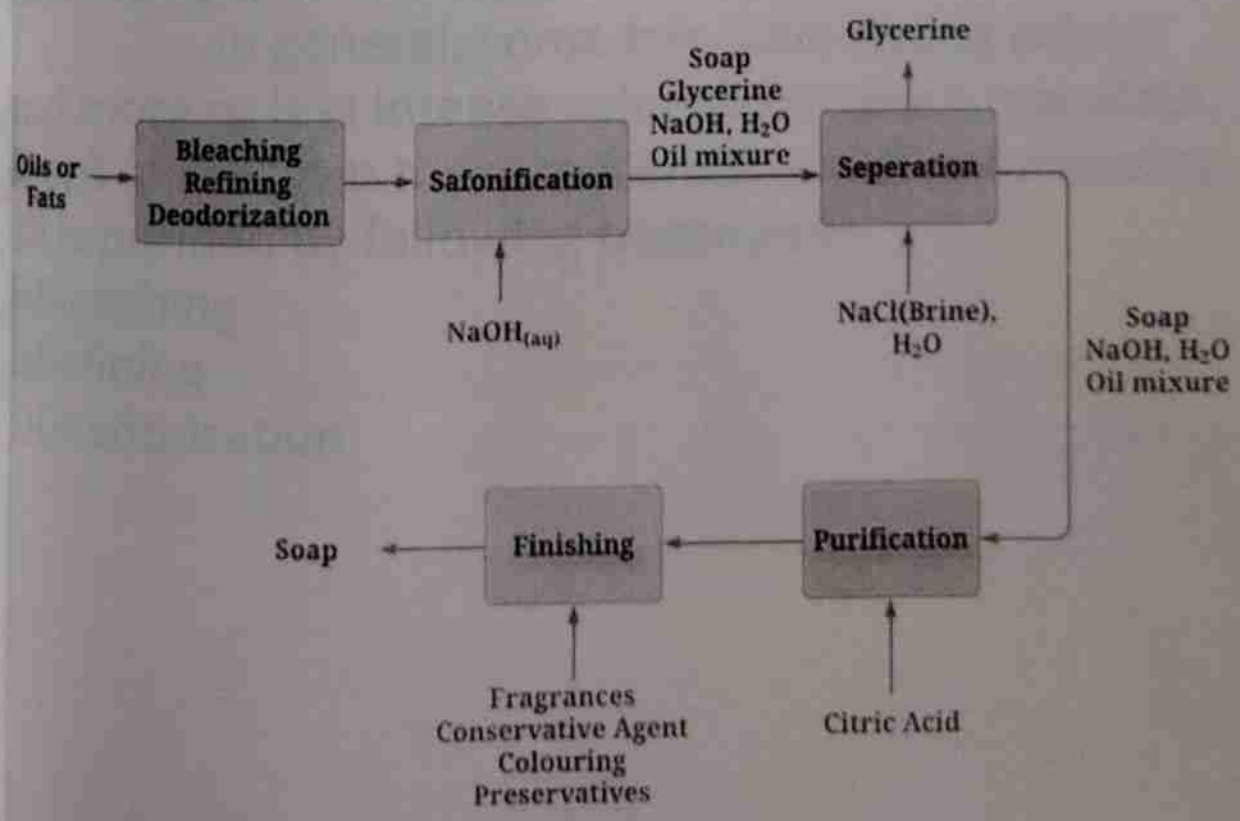 Oils or
Fats
Bleaching
Refining
Deodorization
Safonification
NaOH(aq)
Soap
Glycerine
NaOH, H₂O
Oil mixure
Glycerine
Seperation
NaCl(Brine),
H₂O
Soap
NaOH, H₂O
Oil mixure
Purification
Citric Acid
Finishing
Fragrances
Conservative Agent
Colouring
Preservatives
Soap